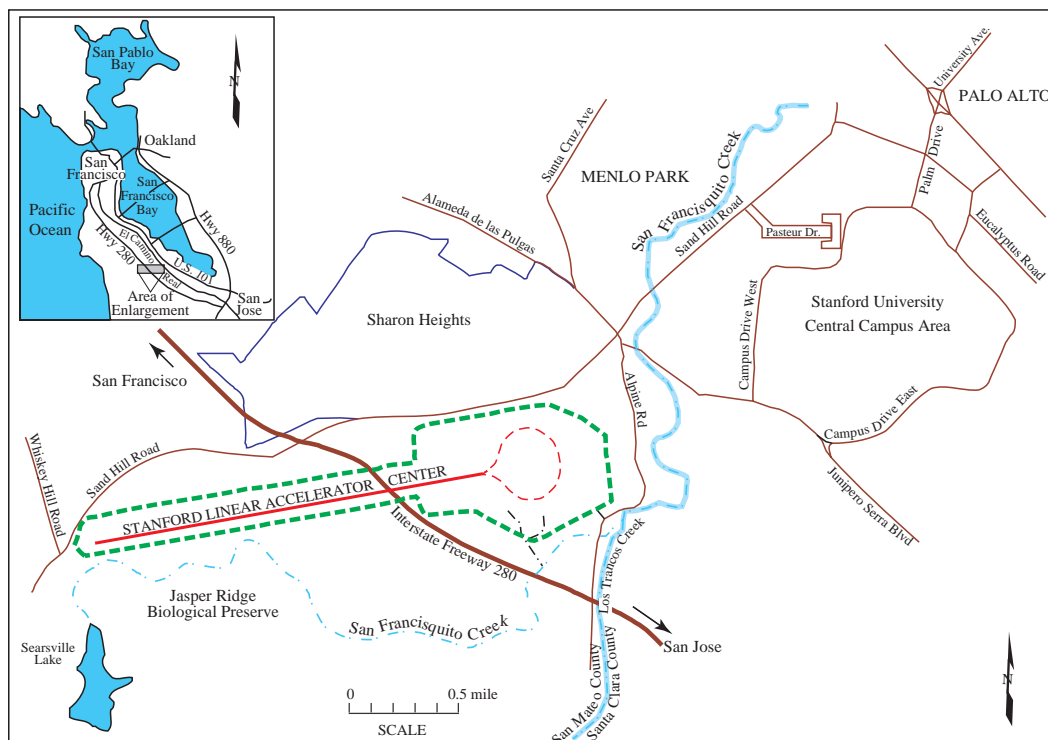 San Pablo
Bay
N
Oakland
San
Francisco
San
Francisco
Bay
Pacific
Ocean
Hwy 280
El Camino
Real
U.S. 101
Hwy 880
Area of
Enlargement
San
Jose
University Ave.
PALO ALTO
Palm Drive
Santa Cruz Ave
San Francisquito Creek
MENLO PARK
Sand Hill Road
Alameda de las Pulgas
Pasteur Dr.
Eucalyptus Road
Stanford University
Central Campus Area
Campus Drive West
Sharon Heights
San Francisco
Alpine Rd
Campus Drive East
Junipero Serra Blvd
Whiskey Hill Road
Sand Hill Road
STANFORD LINEAR ACCELERATOR CENTER
Interstate Freeway 280
Los Trancos Creek
Jasper Ridge
Biological Preserve
San Francisquito Creek
Searsville
Lake
San Jose
San Mateo County
Santa Clara County
0 0.5 mile
SCALE
N